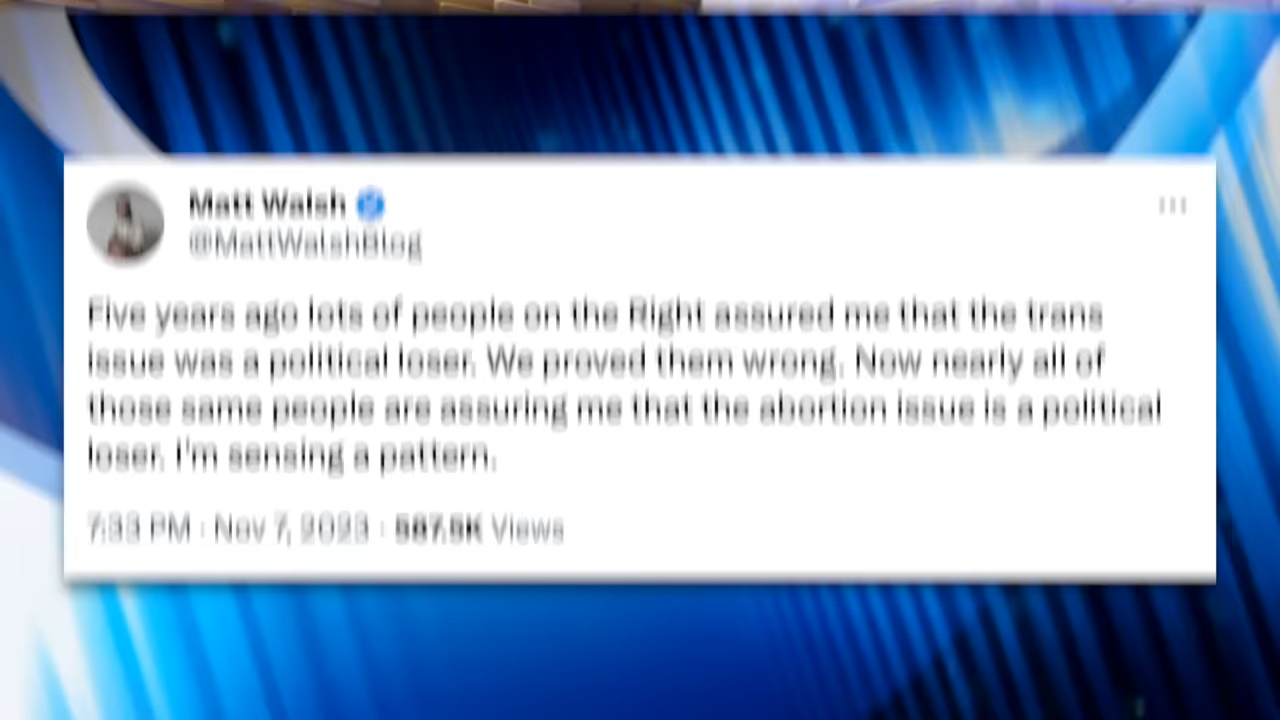 Matt Walsh
@MattWalshBlog
Five years ago lots of people on the Right assured me that the trans
issue was a political loser. We proved them wrong. Now nearly all of
those same people are assuring me that the abortion issue is a political
loser. I'm sensing a pattern.
7:33 PM · Nov 7, 2023 · 587.5K Views